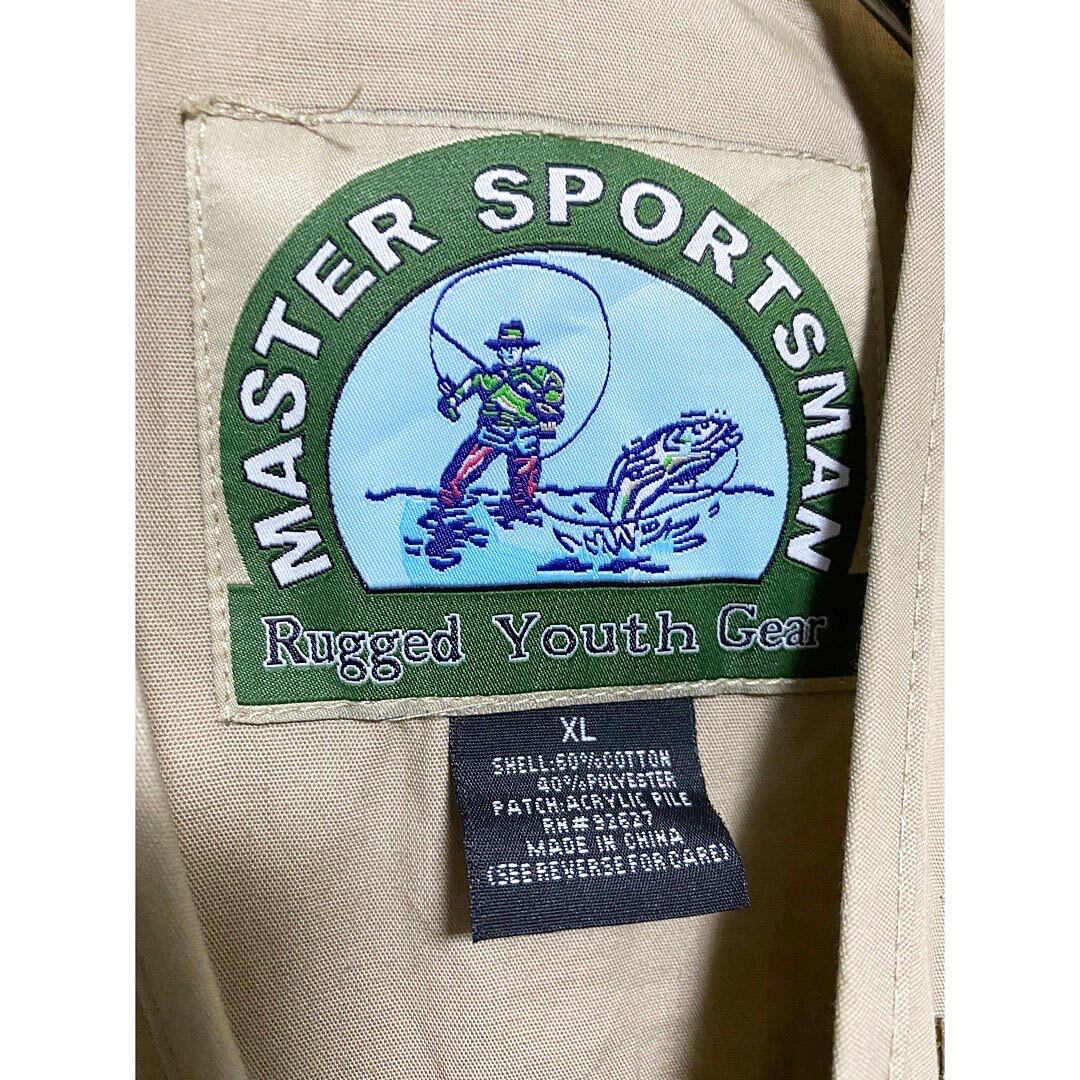 MASTER SPORTSMAN
Rugged Youth Gear
XL
SHELL:60%COTTON
40%POLYESTER
PATCH:ACRYLIC PILE
RN#92627
MADE IN CHINA
(SEE REVERSE FOR CARE)